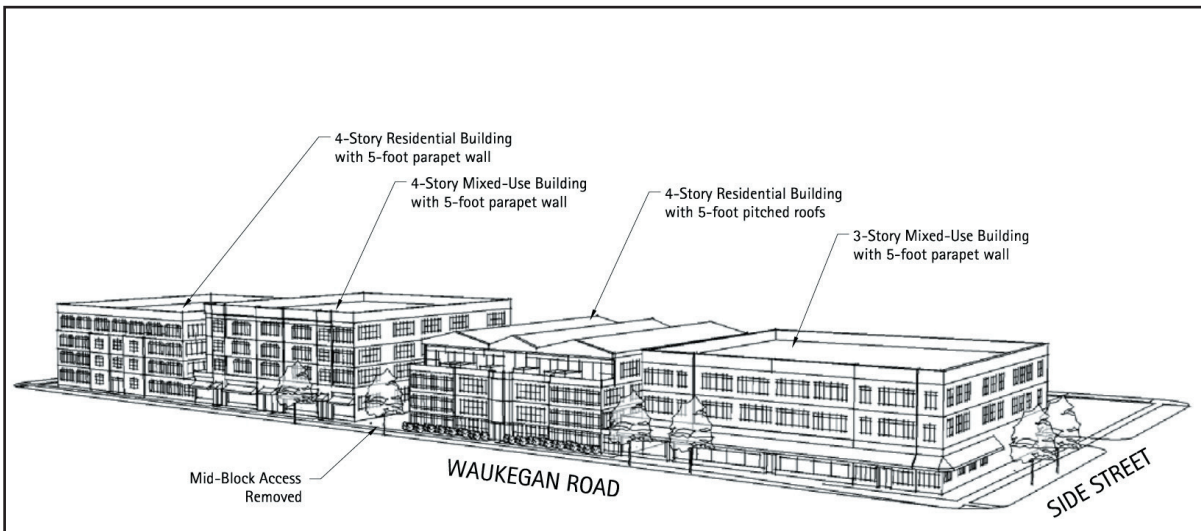 4-Story Residential Building
with 5-foot parapet wall
4-Story Mixed-Use Building
with 5-foot parapet wall
4-Story Residential Building
with 5-foot pitched roofs
3-Story Mixed-Use Building
with 5-foot parapet wall
Mid-Block Access
Removed
WAUKEGAN ROAD
SIDE STREET